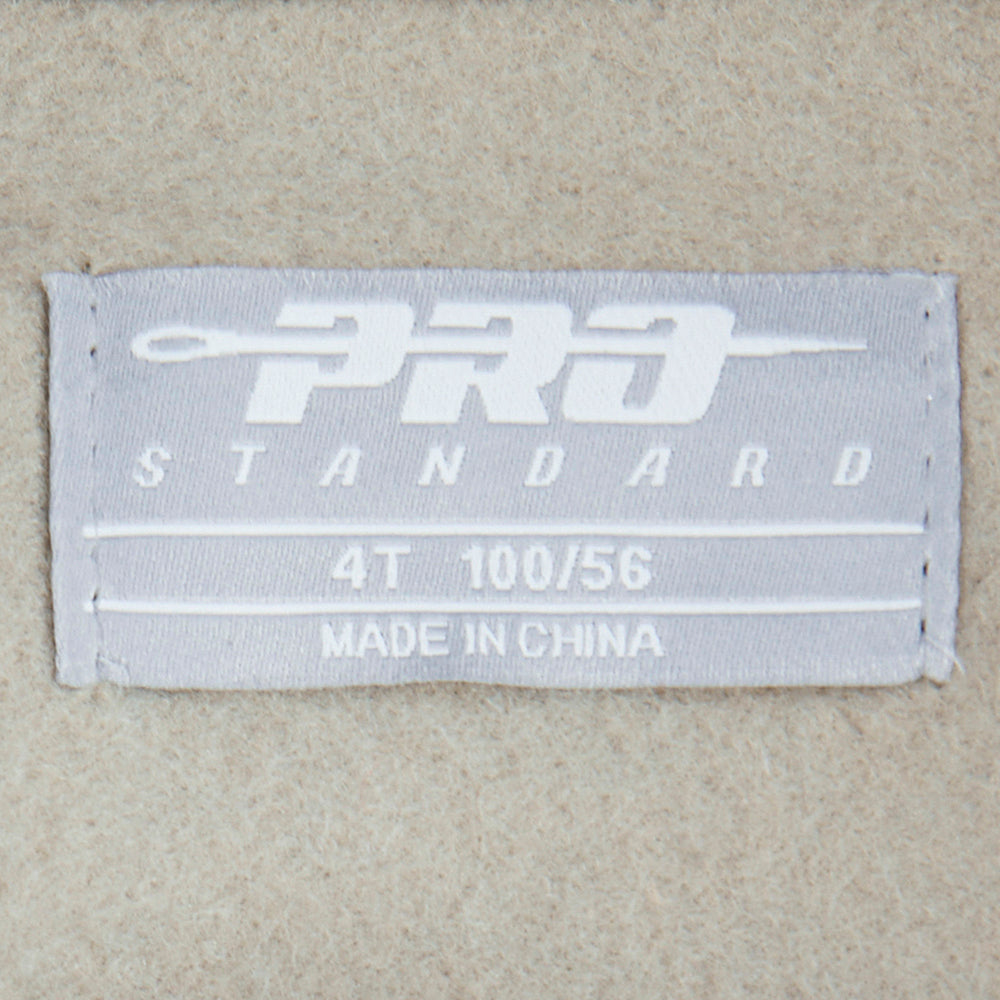 PRO
STANDARD
4T 100/56
MADE IN CHINA